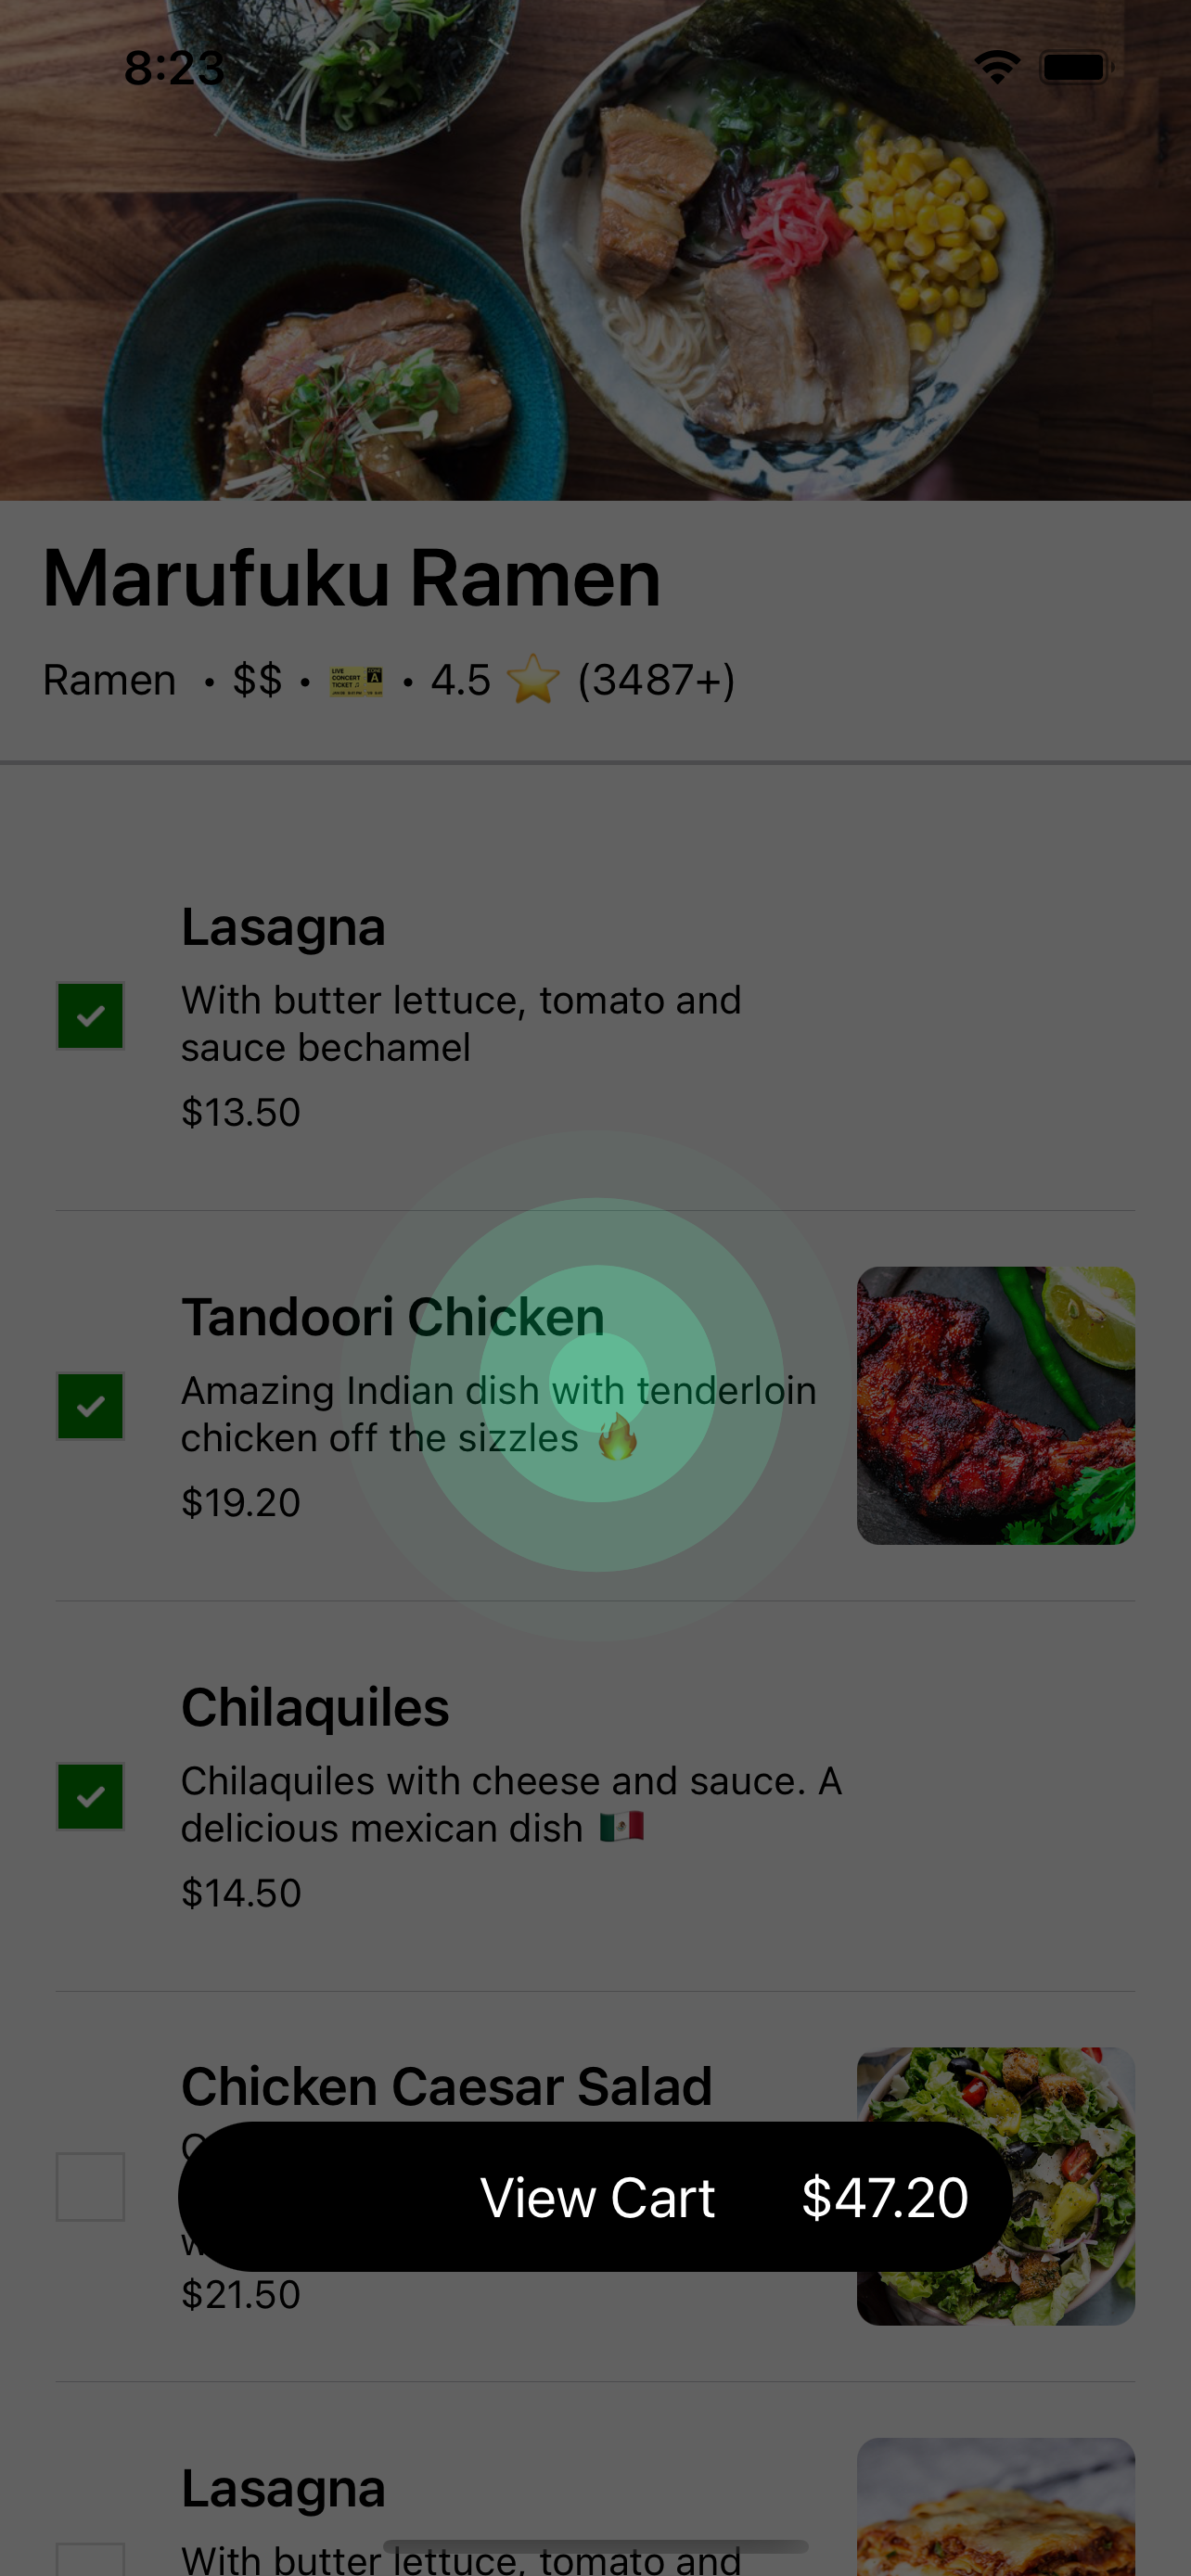 8:23
Marufuku Ramen
Ramen • $$ • 🎫 • 4.5 ⭐ (3487+)
Lasagna
With butter lettuce, tomato and
sauce bechamel
$13.50
Tandoori Chicken
Amazing Indian dish with tenderloin
chicken off the sizzles 🔥
$19.20
Chilaquiles
Chilaquiles with cheese and sauce. A
delicious mexican dish 🇲🇽
$14.50
Chicken Caesar Salad
View Cart $47.20
$21.50
Lasagna
With butter lettuce, tomato and